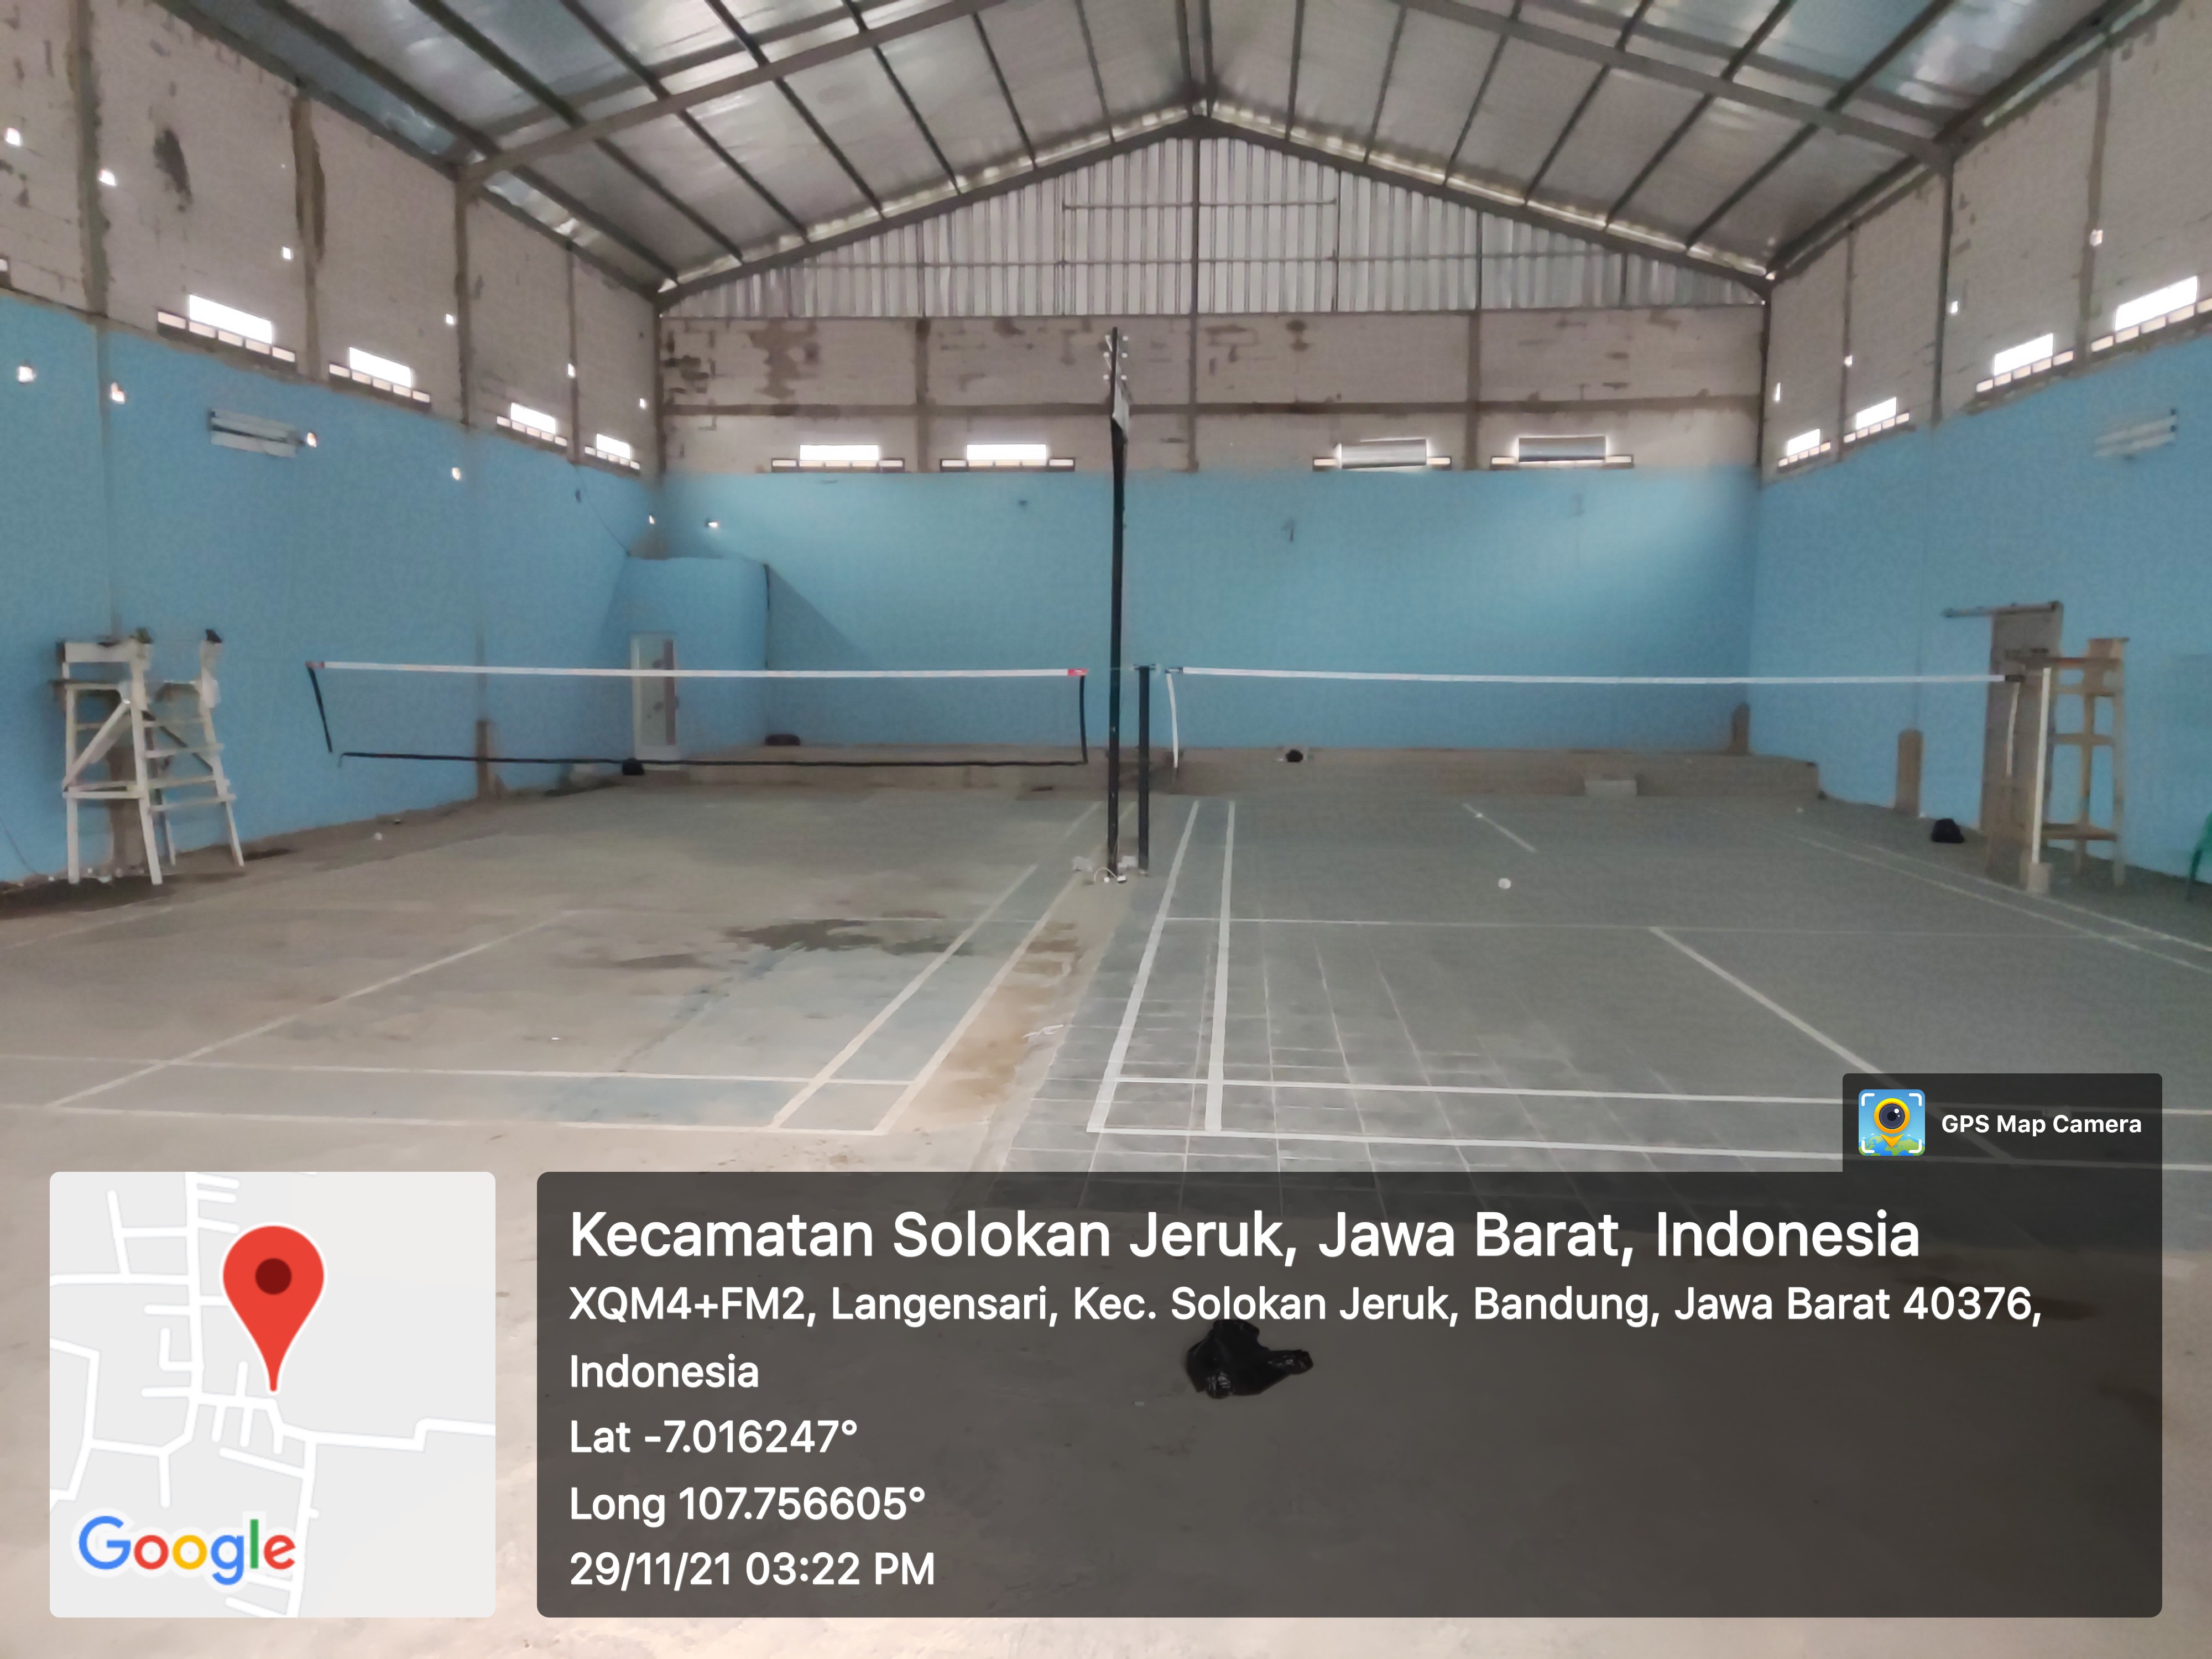 GPS Map Camera
Kecamatan Solokan Jeruk, Jawa Barat, Indonesia
XQM4+FM2, Langensari, Kec. Solokan Jeruk, Bandung, Jawa Barat 40376,
Indonesia
Lat -7.016247°
Long 107.756605°
29/11/21 03:22 PM
Google